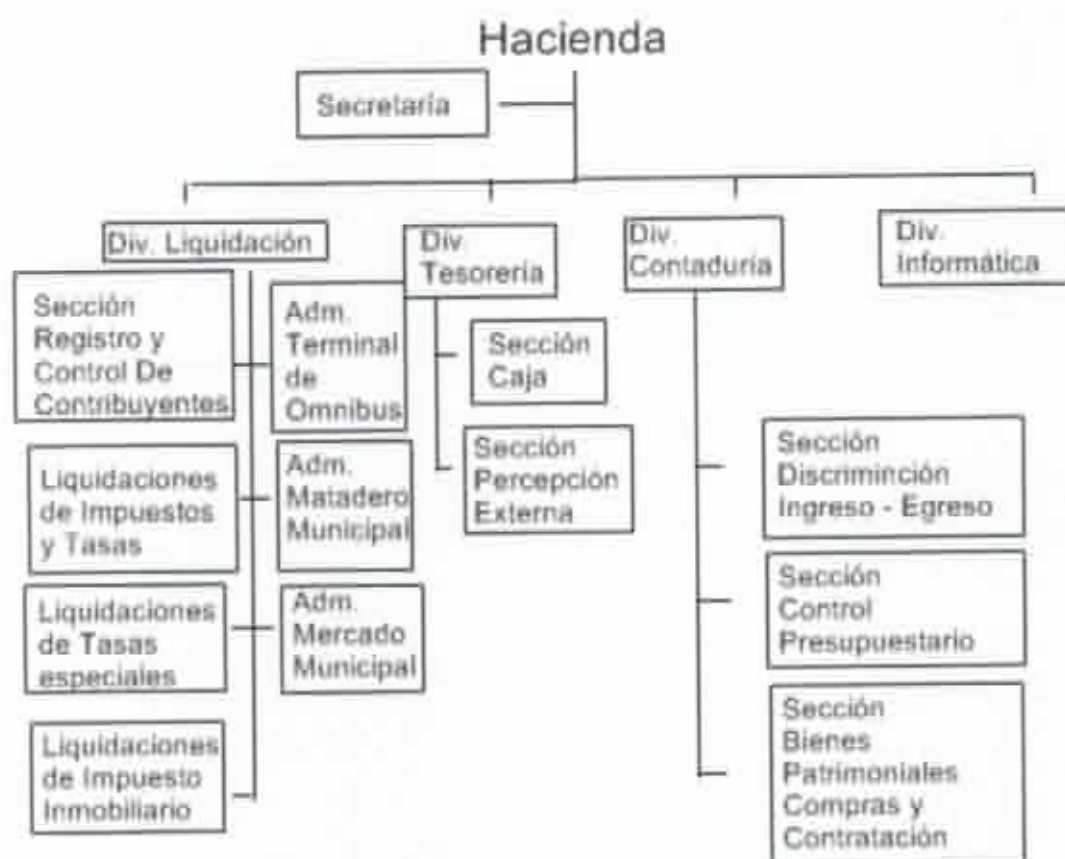 Hacienda
Secretaría
Div. Liquidación
Div.
Tesorería
Div.
Contaduría
Div.
Informática
Sección
Registro y
Control De
Contribuyentes
Adm.
Terminal
de
Omnibus
Sección
Caja
Liquidaciones
de Impuestos
y Tasas
Adm.
Matadero
Municipal
Sección
Percepción
Externa
Sección
Discriminción
Ingreso - Egreso
Liquidaciones
de Tasas
especiales
Adm.
Mercado
Municipal
Sección
Control
Presupuestario
Liquidaciones
de Impuesto
Inmobiliario
Sección
Bienes
Patrimoniales
Compras y
Contratación